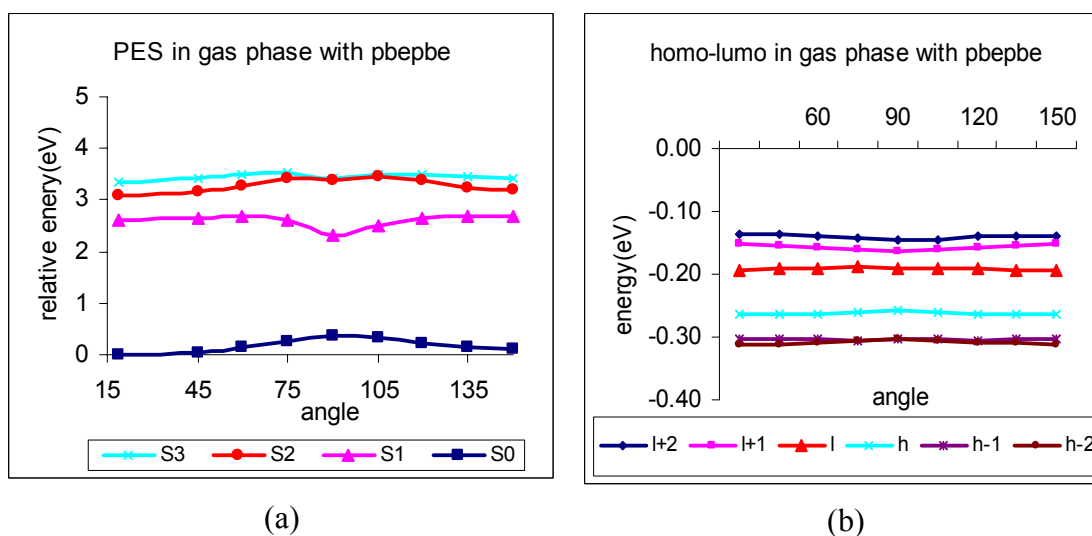 PES in gas phase with pbepbe
relative enery(eV)
5
4
3
2
1
0
15
45
75
105
135
angle
S3
S2
S1
S0
(a)
homo-lumo in gas phase with pbepbe
60
90
120
150
energy(eV)
0.00
-0.10
-0.20
-0.30
-0.40
angle
l+2
l+1
l
h
h-1
h-2
(b)